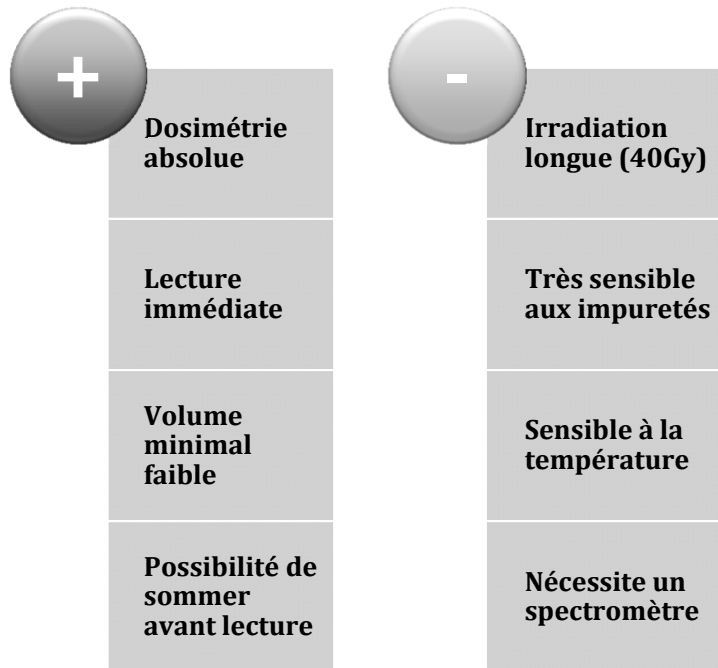 +
Dosimétrie
absolue
Lecture
immédiate
Volume
minimal
faible
Possibilité de
sommer
avant lecture
-
Irradiation
longue (40Gy)
Très sensible
aux impuretés
Sensible à la
température
Nécessite un
spectromètre